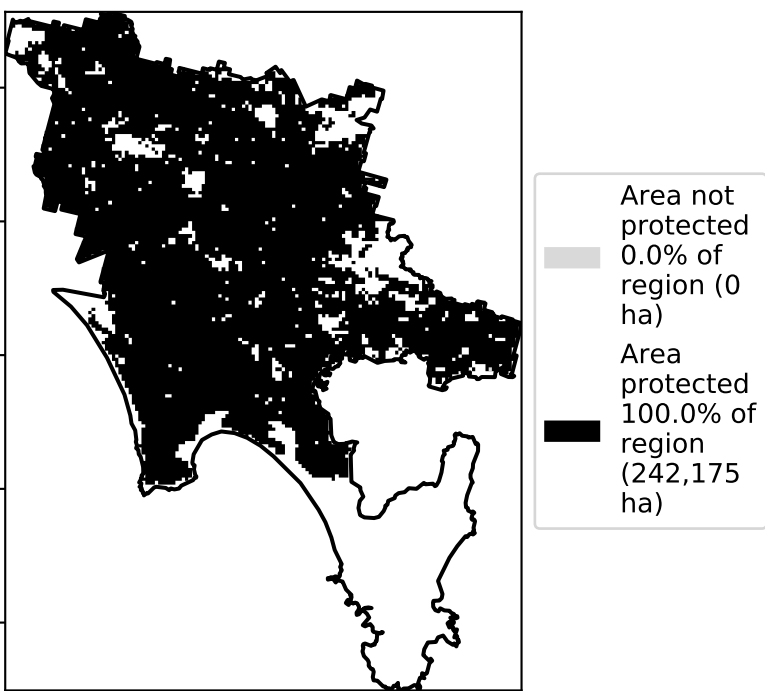 Area not
protected
0.0% of
region (0
ha)
Area
protected
100.0% of
region
(242,175
ha)